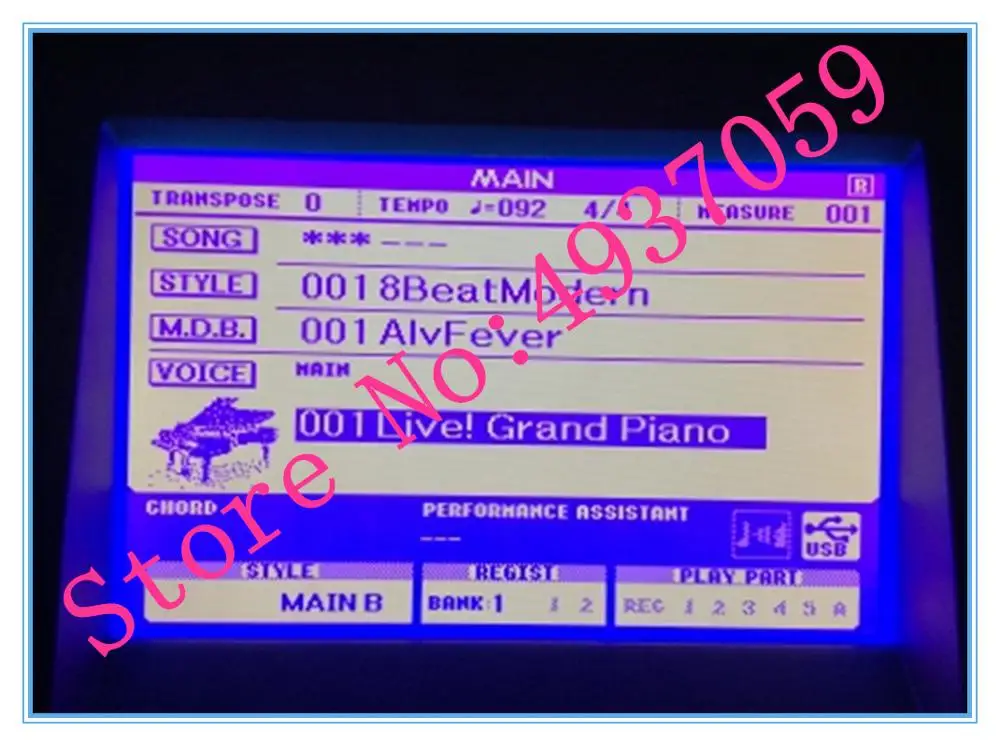 MAIN
R
TRANSPOSE 0 TEMPO ♩=092 4/4 MEASURE 001
SONG ***---
STYLE 001 8BeatModern
M.D.B. 001 AlvFever
VOICE MAIN
001 Live! Grand Piano
CHORD PERFORMANCE ASSISTANT
---
USB
STYLE REGIST PLAY PART
MAIN B BANK:1 1 2 REC 1 2 3 4 5 A
Store No:4937059